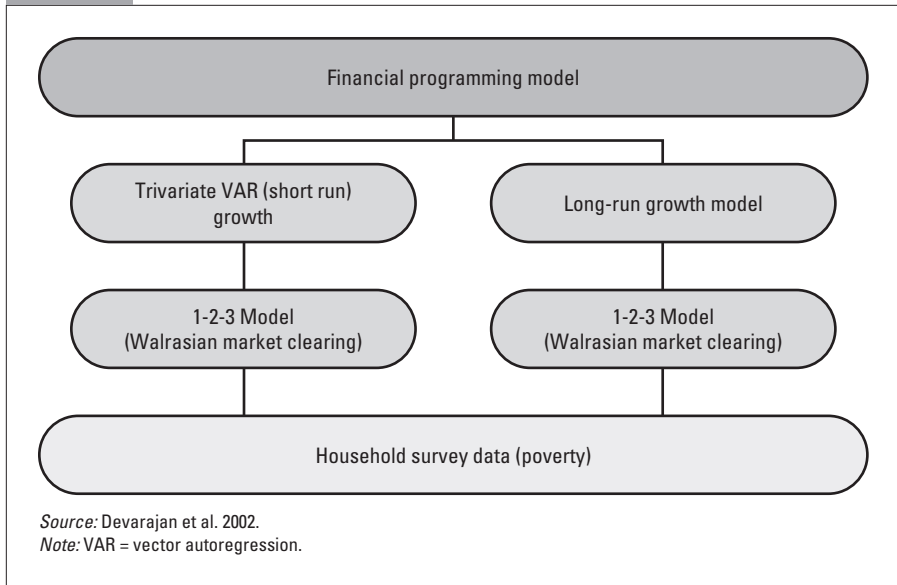 Financial programming model
Trivariate VAR (short run)
growth
Long-run growth model
1-2-3 Model
(Walrasian market clearing)
1-2-3 Model
(Walrasian market clearing)
Household survey data (poverty)
Source: Devarajan et al. 2002.
Note: VAR = vector autoregression.